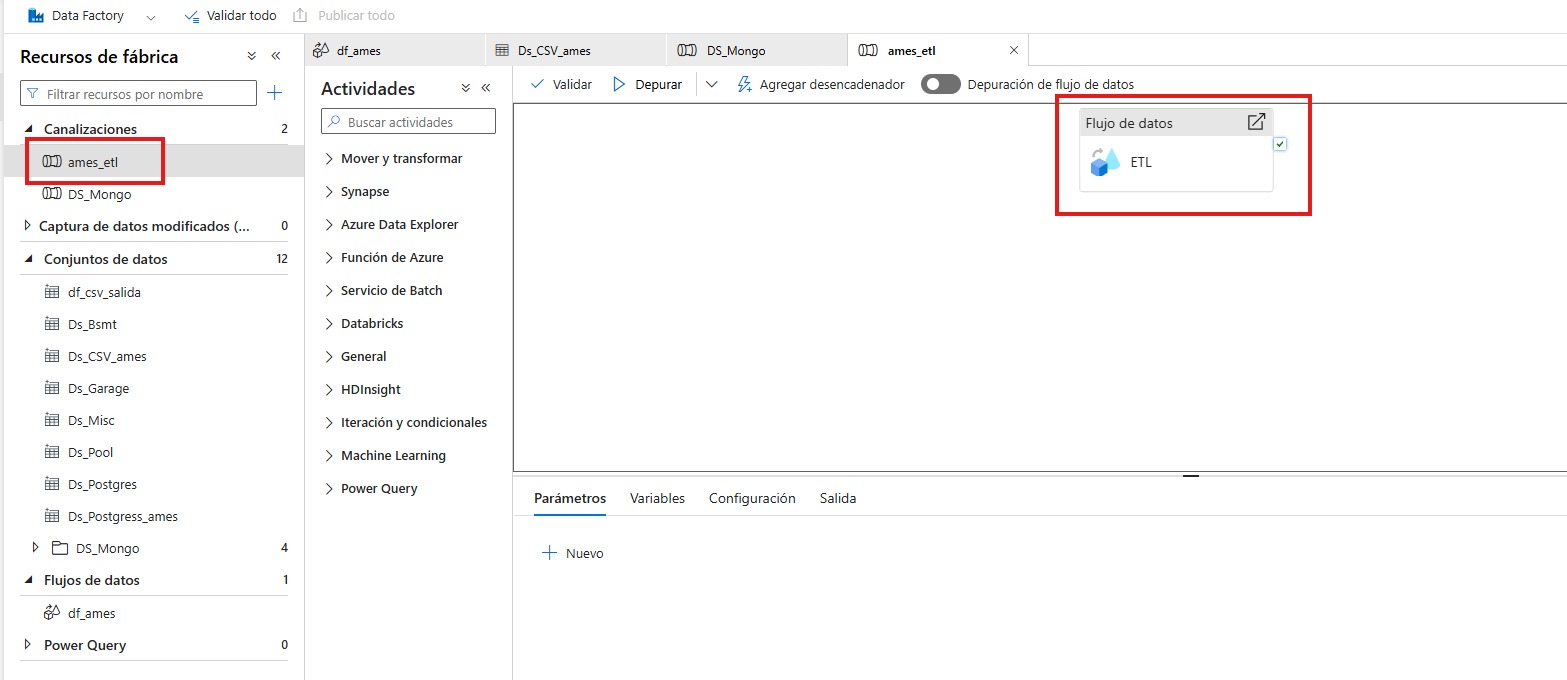 Data Factory
Validar todo
Publicar todo
Recursos de fábrica
Filtrar recursos por nombre
Canalizaciones 2
ames_etl
DS_Mongo
Captura de datos modificados (... 0
Conjuntos de datos 12
df_csv_salida
Ds_Bsmt
Ds_CSV_ames
Ds_Garage
Ds_Misc
Ds_Pool
Ds_Postgres
Ds_Postgress_ames
DS_Mongo 4
Flujos de datos 1
df_ames
Power Query 0
df_ames
Ds_CSV_ames
DS_Mongo
ames_etl
Actividades
Buscar actividades
Mover y transformar
Synapse
Azure Data Explorer
Función de Azure
Servicio de Batch
Databricks
General
HDInsight
Iteración y condicionales
Machine Learning
Power Query
Validar
Depurar
Agregar desencadenador
Depuración de flujo de datos
Flujo de datos
ETL
Parámetros
Variables
Configuración
Salida
Nuevo